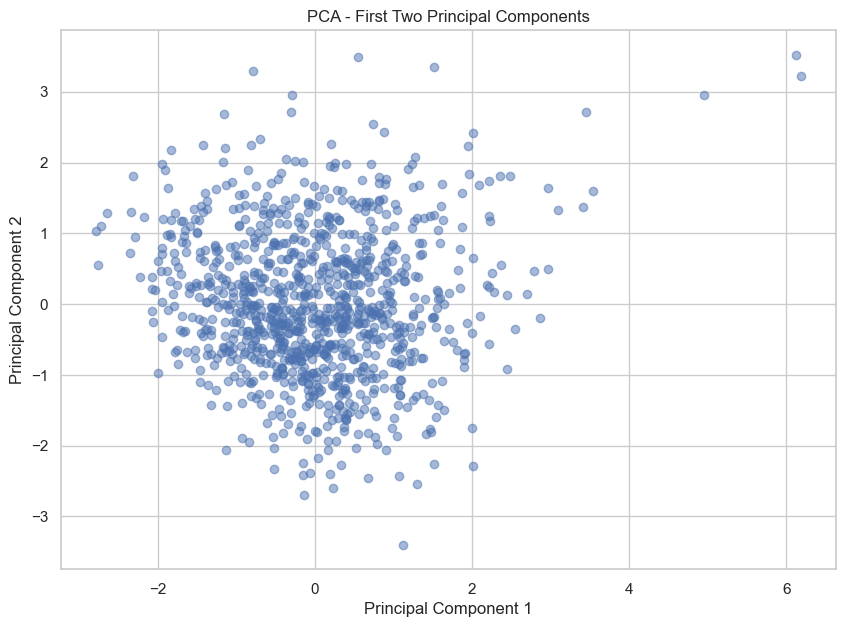 PCA - First Two Principal Components
Principal Component 2
3
2
1
0
−1
−2
−3
−2 0 2 4 6
Principal Component 1